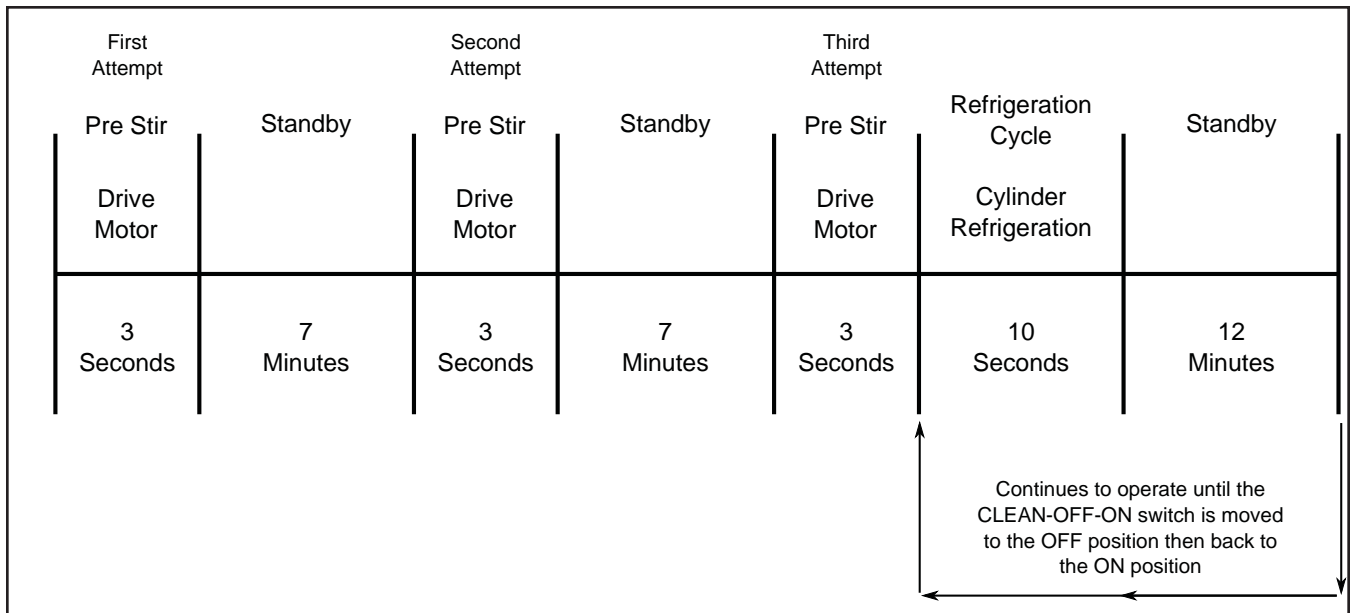 First
Attempt
Second
Attempt
Third
Attempt
Pre Stir
Standby
Pre Stir
Standby
Pre Stir
Refrigeration
Cycle
Standby
Drive
Motor
Drive
Motor
Drive
Motor
Cylinder
Refrigeration
3
Seconds
7
Minutes
3
Seconds
7
Minutes
3
Seconds
10
Seconds
12
Minutes
Continues to operate until the
CLEAN-OFF-ON switch is moved
to the OFF position then back to
the ON position